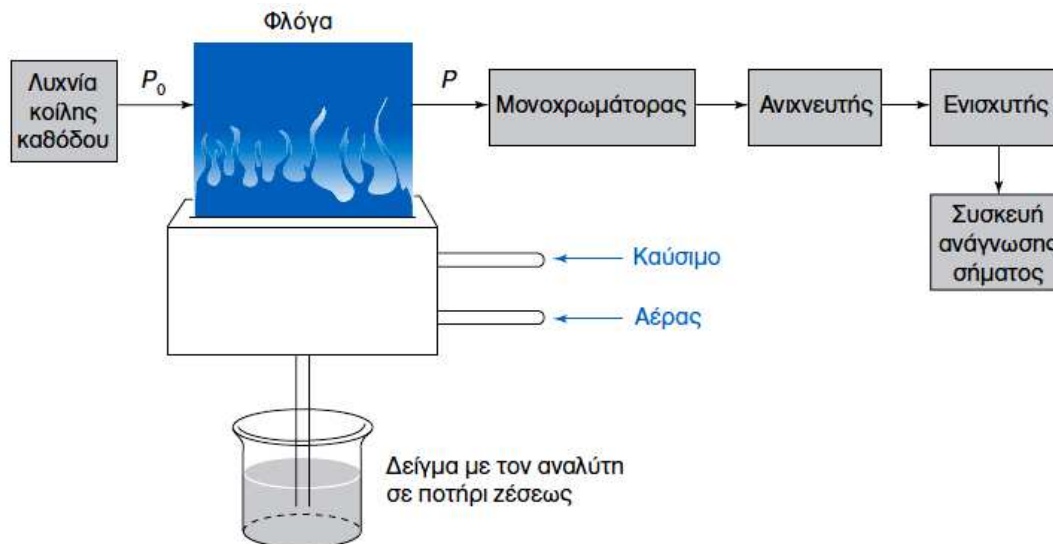 Φλόγα
Λυχνία
κοίλης
καθόδου
P₀
P
Μονοχρωμάτορας
Ανιχνευτής
Ενισχυτής
Συσκευή
ανάγνωσης
σήματος
Καύσιμο
Αέρας
Δείγμα με τον αναλύτη
σε ποτήρι ζέσεως